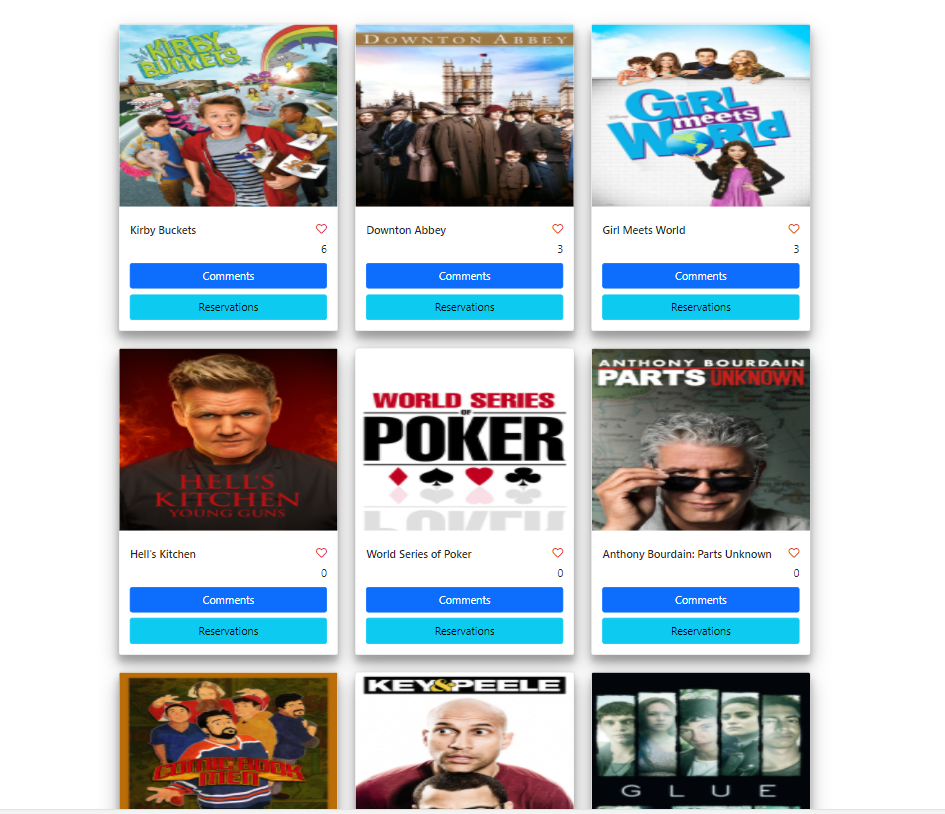 KIRBY
BUCKETS
DOWNTON ABBEY
GiRL
meets
WORLD
Kirby Buckets
6
Comments
Reservations
Downton Abbey
3
Comments
Reservations
Girl Meets World
3
Comments
Reservations
HELL'S
KITCHEN
YOUNG GUNS
WORLD SERIES
OF
POKER
ANTHONY BOURDAIN
PARTS UNKNOWN
Hell's Kitchen
0
Comments
Reservations
World Series of Poker
0
Comments
Reservations
Anthony Bourdain: Parts Unknown
0
Comments
Reservations
COMIC BOOK
MEN
KEY&PEELE
GLUE